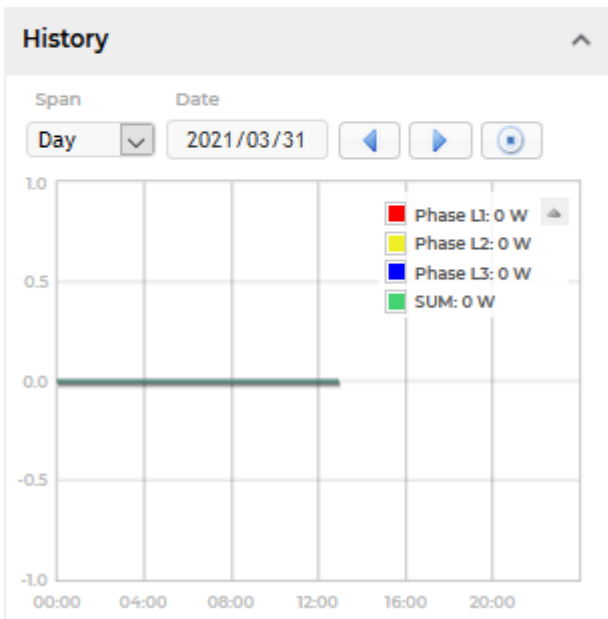 History
Span Date
Day 2021/03/31
1.0
Phase L1: 0 W
Phase L2: 0 W
Phase L3: 0 W
SUM: 0 W
0.5
0.0
-0.5
-1.0
00:00 04:00 08:00 12:00 16:00 20:00